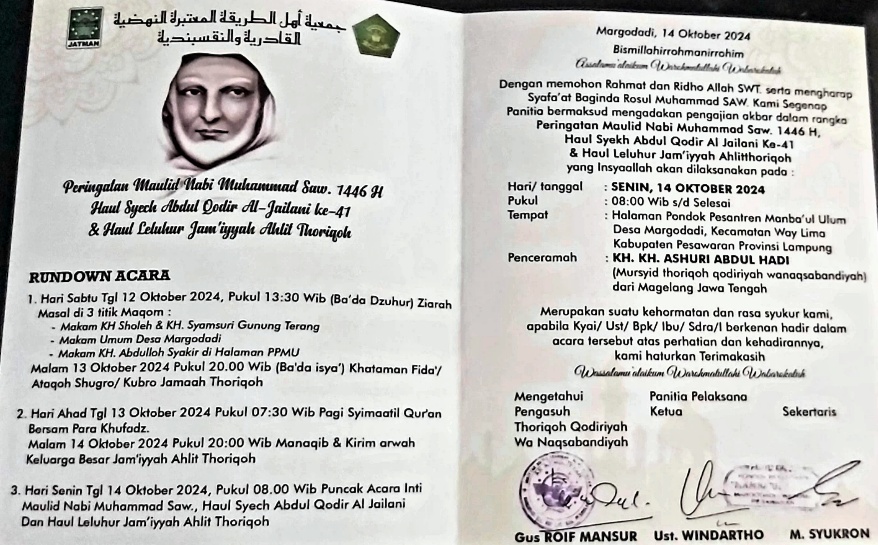 جمعية أهل الطريقة المعتبرة النهضية
القادرية والنقسبندية
JATMAN
Peringatan Maulid Nabi Muhammad Saw. 1446 H
Haul Syech Abdul Qodir Al-Jailani ke-41
& Haul Leluhur Jam'iyyah Ahlit Thoriqoh
RUNDOWN ACARA
1. Hari Sabtu Tgl 12 Oktober 2024, Pukul 13:30 Wib (Ba'da Dzuhur) Ziarah
Masal di 3 titik Maqom :
- Makam KH Sholeh & KH. Syamsuri Gunung Terang
- Makam Umum Desa Margodadi
- Makam KH. Abdulloh Syakir di Halaman PPMU
Malam 13 Oktober 2024 Pukul 20.00 Wib (Ba'da isya') Khataman Fida'/
Ataqoh Shugro/ Kubro Jamaah Thoriqoh
2. Hari Ahad Tgl 13 Oktober 2024 Pukul 07:30 Wib Pagi Syimaatil Qur'an
Bersam Para Khufadz.
Malam 14 Oktober 2024 Pukul 20:00 Wib Manaqib & Kirim arwah
Keluarga Besar Jam'iyyah Ahlit Thoriqoh
3. Hari Senin Tgl 14 Oktober 2024, Pukul 08.00 Wib Puncak Acara Inti
Maulid Nabi Muhammad Saw., Haul Syech Abdul Qodir Al Jailani
Dan Haul Leluhur Jam'iyyah Ahlit Thoriqoh
Margodadi, 14 Oktober 2024
Bismillahirrohmanirrohim
Assalamu'alaikum Warohmatullahi Wabarokatuh
Dengan memohon Rahmat dan Ridho Allah SWT. serta mengharap
Syafa'at Baginda Rosul Muhammad SAW. Kami Segenap
Panitia bermaksud mengadakan pengajian akbar dalam rangka
Peringatan Maulid Nabi Muhammad Saw. 1446 H,
Haul Syekh Abdul Qodir Al Jailani Ke-41
& Haul Leluhur Jam'iyyah Ahlitthoriqoh
yang Insyaallah akan dilaksanakan pada :
Hari/ tanggal : SENIN, 14 OKTOBER 2024
Pukul : 08:00 Wib s/d Selesai
Tempat : Halaman Pondok Pesantren Manba'ul Ulum
Desa Margodadi, Kecamatan Way Lima
Kabupaten Pesawaran Provinsi Lampung
Penceramah : KH. KH. ASHURI ABDUL HADI
(Mursyid thoriqoh qodiriyah wanaqsabandiyah)
dari Magelang Jawa Tengah
Merupakan suatu kehormatan dan rasa syukur kami,
apabila Kyai/ Ust/ Bpk/ Ibu/ Sdra/I berkenan hadir dalam
acara tersebut atas perhatian dan kehadirannya,
kami haturkan Terimakasih
Wassalamu'alaikum Warohmatullahi Wabarokatuh
Mengetahui Panitia Pelaksana
Pengasuh Ketua Sekertaris
Thoriqoh Qodiriyah
Wa Naqsabandiyah
Gus ROIF MANSUR Ust. WINDARTHO M. SYUKRON